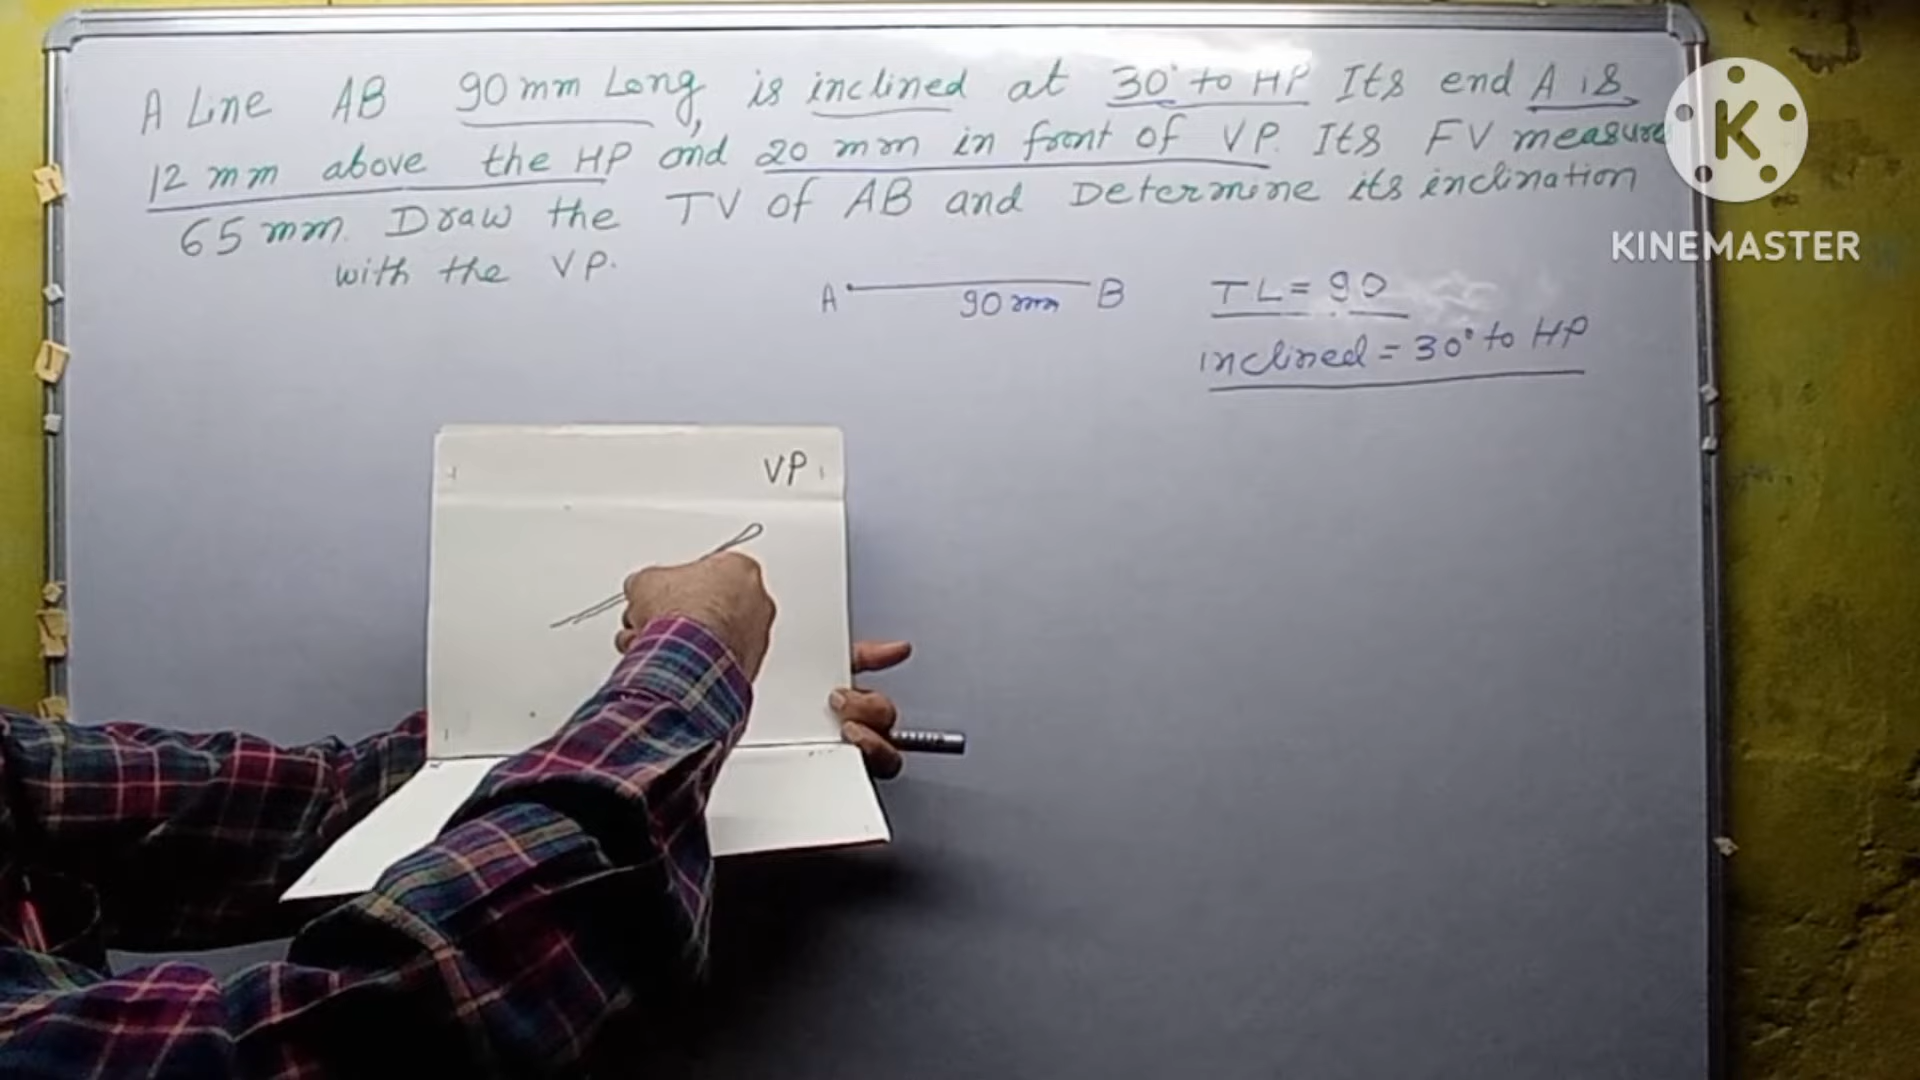 A Line AB 90 mm Long, is inclined at 30° to HP Its end A is
12 mm above the HP and 20 mm in front of VP. Its FV measure
65 mm. Draw the TV of AB and Determine its inclination
with the VP.
A 90 mm B
TL = 90
inclined = 30° to HP
VP
K
KINEMASTER